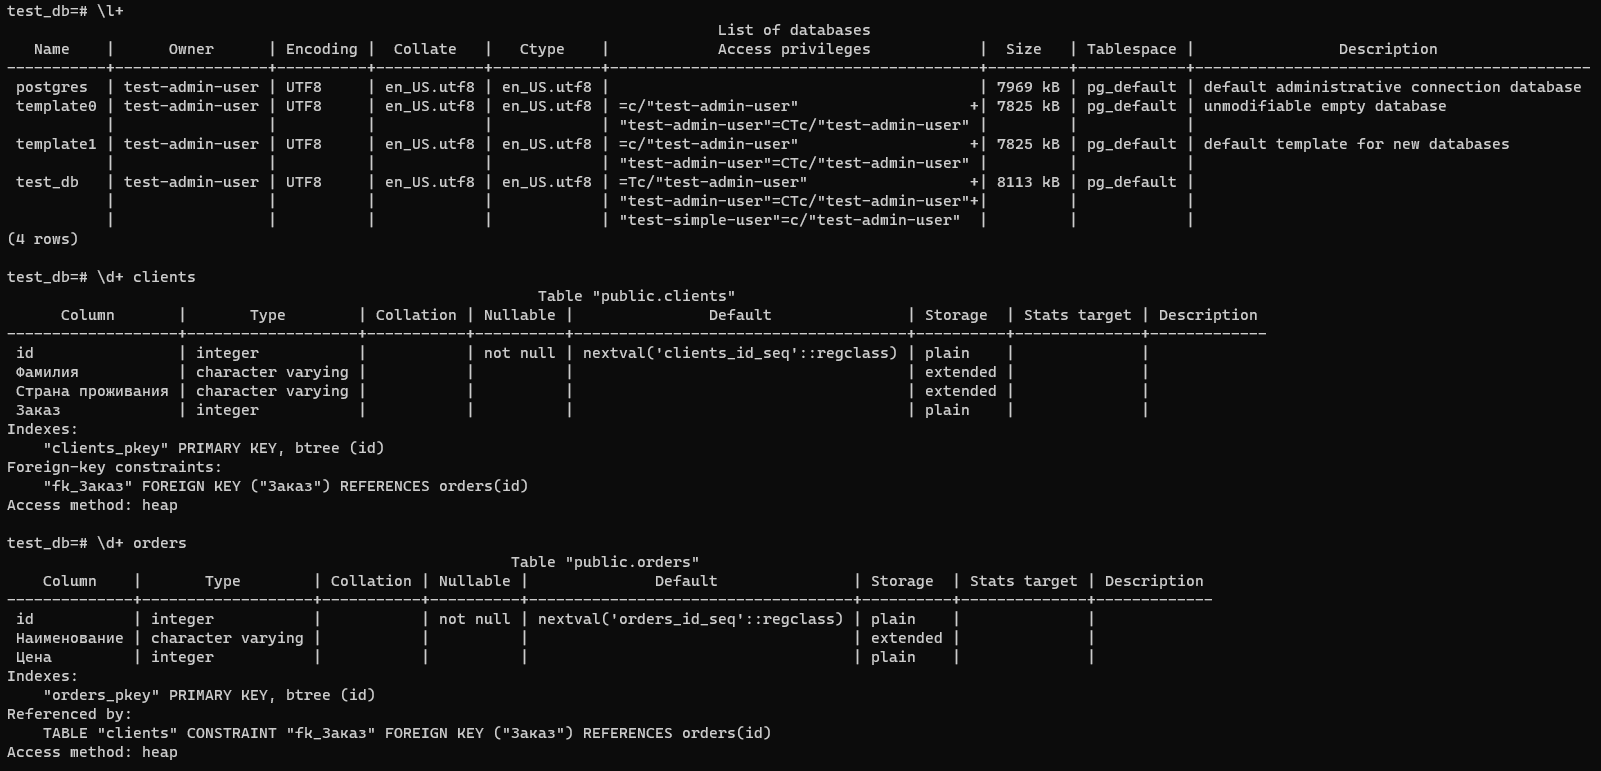 test_db=# \l+
                                                                               List of databases
   Name    |      Owner      | Encoding |  Collate   |   Ctype    |            Access privileges            |  Size   | Tablespace |                Description
-----------+-----------------+----------+------------+------------+-----------------------------------------+---------+------------+--------------------------------------------
 postgres  | test-admin-user | UTF8     | en_US.utf8 | en_US.utf8 |                                         | 7969 kB | pg_default | default administrative connection database
 template0 | test-admin-user | UTF8     | en_US.utf8 | en_US.utf8 | =c/"test-admin-user"                   +| 7825 kB | pg_default | unmodifiable empty database
           |                 |          |            |            | "test-admin-user"=CTc/"test-admin-user" |         |            |
 template1 | test-admin-user | UTF8     | en_US.utf8 | en_US.utf8 | =c/"test-admin-user"                   +| 7825 kB | pg_default | default template for new databases
           |                 |          |            |            | "test-admin-user"=CTc/"test-admin-user" |         |            |
 test_db   | test-admin-user | UTF8     | en_US.utf8 | en_US.utf8 | =Tc/"test-admin-user"                  +| 8113 kB | pg_default |
           |                 |          |            |            | "test-admin-user"=CTc/"test-admin-user"+|         |            |
           |                 |          |            |            | "test-simple-user"=c/"test-admin-user"  |         |            |
(4 rows)

test_db=# \d+ clients
                                                           Table "public.clients"
      Column       |       Type        | Collation | Nullable |               Default               | Storage  | Stats target | Description
-------------------+-------------------+-----------+----------+-------------------------------------+----------+--------------+-------------
 id                | integer           |           | not null | nextval('clients_id_seq'::regclass) | plain    |              |
 Фамилия           | character varying |           |          |                                     | extended |              |
 Страна проживания | character varying |           |          |                                     | extended |              |
 Заказ             | integer           |           |          |                                     | plain    |              |
Indexes:
    "clients_pkey" PRIMARY KEY, btree (id)
Foreign-key constraints:
    "fk_Заказ" FOREIGN KEY ("Заказ") REFERENCES orders(id)
Access method: heap

test_db=# \d+ orders
                                                        Table "public.orders"
    Column    |       Type        | Collation | Nullable |              Default               | Storage  | Stats target | Description
--------------+-------------------+-----------+----------+------------------------------------+----------+--------------+-------------
 id           | integer           |           | not null | nextval('orders_id_seq'::regclass) | plain    |              |
 Наименование | character varying |           |          |                                    | extended |              |
 Цена         | integer           |           |          |                                    | plain    |              |
Indexes:
    "orders_pkey" PRIMARY KEY, btree (id)
Referenced by:
    TABLE "clients" CONSTRAINT "fk_Заказ" FOREIGN KEY ("Заказ") REFERENCES orders(id)
Access method: heap